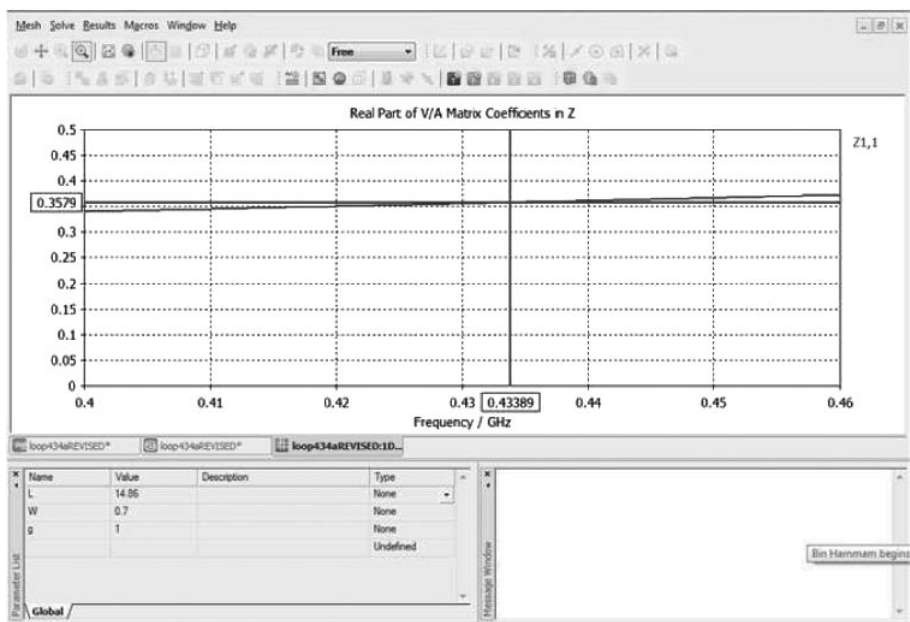 Mesh Solve Results Macros Window Help
Free
Real Part of V/A Matrix Coefficients in Z
0.5
0.45
0.4
0.3579
0.3
0.25
0.2
0.15
0.1
0.05
0
Z1,1
0.4 0.41 0.42 0.43 0.43389 0.44 0.45 0.46
Frequency / GHz
loop434aREVISED* loop434aREVISED* loop434aREVISED:1D...
Name Value Description Type
L 14.86 None
W 0.7 None
g 1 None
Undefined
Parameter List
Global
Message Window
Bin Hammam begins